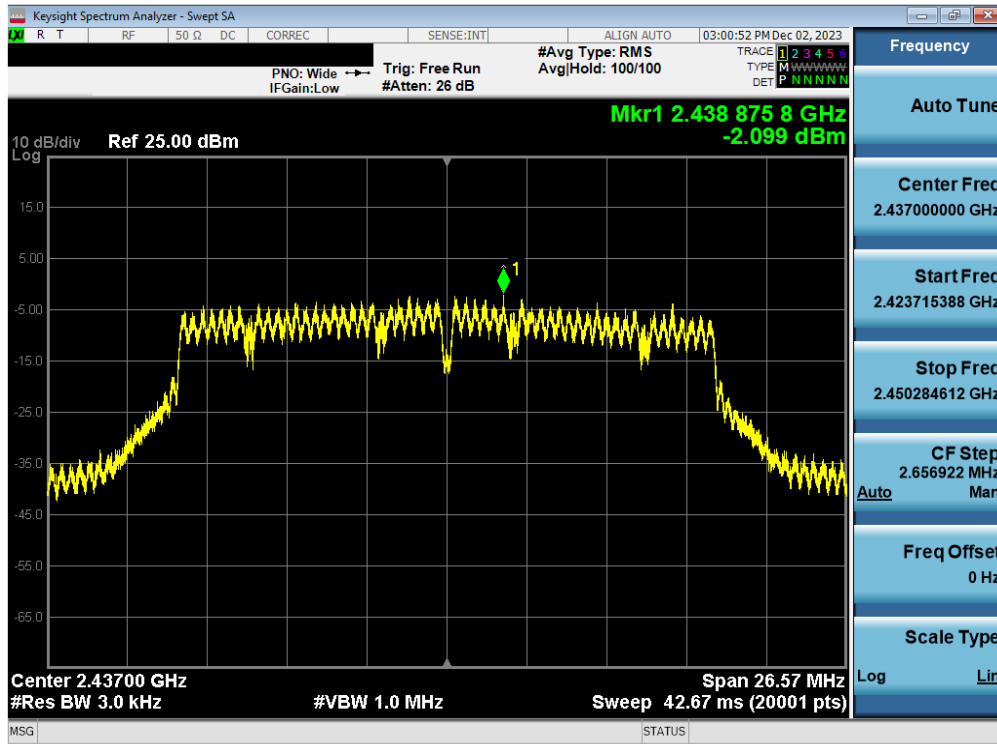 Keysight Spectrum Analyzer - Swept SA
LXI R T RF 50 Ω DC CORREC SENSE:INT ALIGN AUTO 03:00:52 PM Dec 02, 2023
PNO: Wide
IFGain:Low
Trig: Free Run
#Atten: 26 dB
#Avg Type: RMS
Avg|Hold: 100/100
TRACE 1 2 3 4 5 6
TYPE M WWWWW
DET P N N N N N
Mkr1 2.438 875 8 GHz
-2.099 dBm
10 dB/div Ref 25.00 dBm
Log
15.0
5.00
1
-5.00
-15.0
-25.0
-35.0
-45.0
-55.0
-65.0
Center 2.43700 GHz Span 26.57 MHz
#Res BW 3.0 kHz #VBW 1.0 MHz Sweep 42.67 ms (20001 pts)
MSG STATUS
Frequency
Auto Tune
Center Freq
2.437000000 GHz
Start Freq
2.423715388 GHz
Stop Freq
2.450284612 GHz
CF Step
2.656922 MHz
Auto Man
Freq Offset
0 Hz
Scale Type
Log Lin